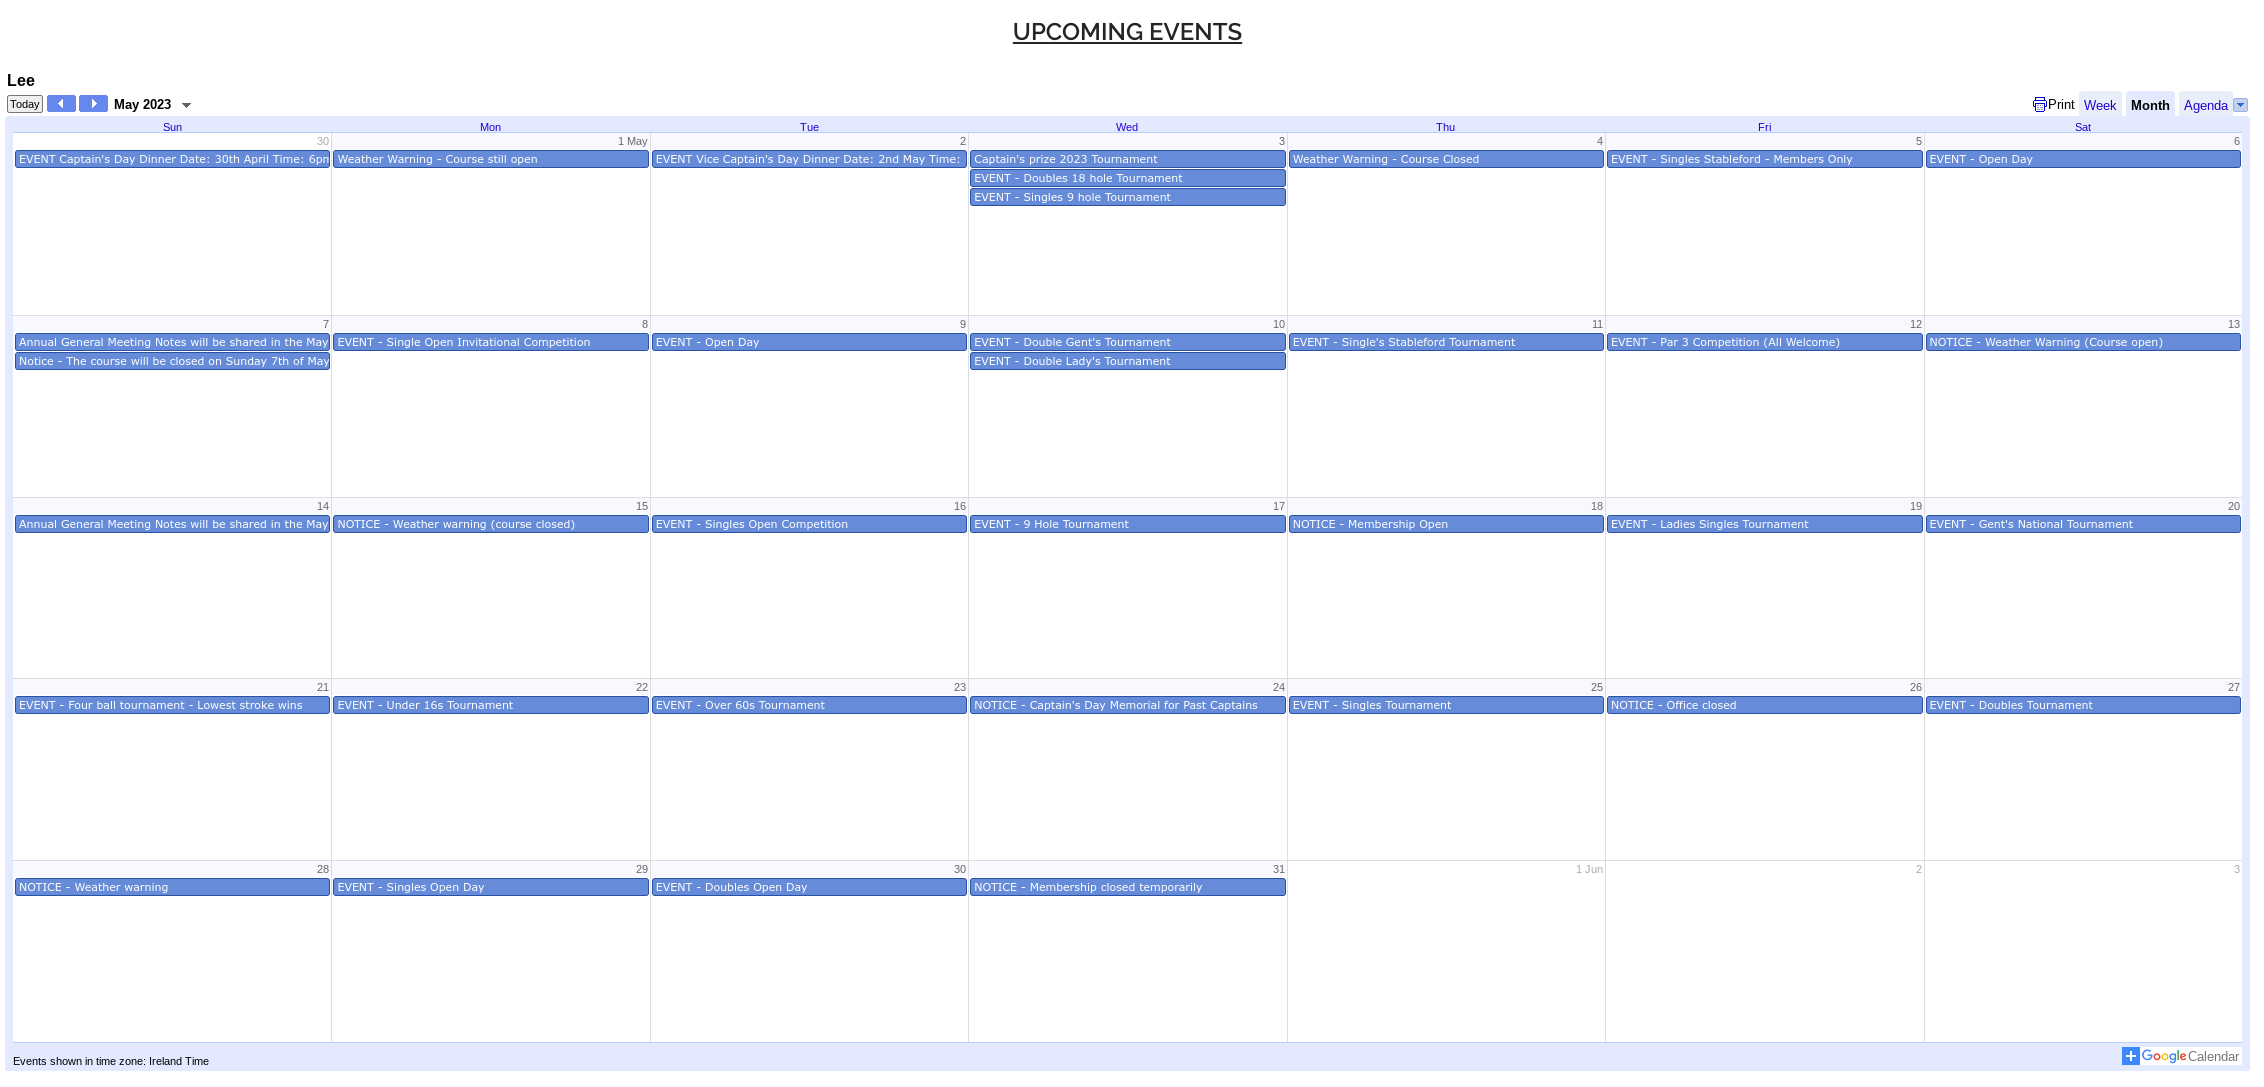 UPCOMING EVENTS
Lee
Today May 2023 Print Week Month Agenda
Sun Mon Tue Wed Thu Fri Sat
30 1 May 2 3 4 5 6
EVENT Captain's Day Dinner Date: 30th April Time: 6pm Weather Warning - Course still open EVENT Vice Captain's Day Dinner Date: 2nd May Time: Captain's prize 2023 Tournament Weather Warning - Course Closed EVENT - Singles Stableford - Members Only EVENT - Open Day
EVENT - Doubles 18 hole Tournament
EVENT - Singles 9 hole Tournament
7 8 9 10 11 12 13
Annual General Meeting Notes will be shared in the May EVENT - Single Open Invitational Competition EVENT - Open Day EVENT - Double Gent's Tournament EVENT - Single's Stableford Tournament EVENT - Par 3 Competition (All Welcome) NOTICE - Weather Warning (Course open)
Notice - The course will be closed on Sunday 7th of May EVENT - Double Lady's Tournament
14 15 16 17 18 19 20
Annual General Meeting Notes will be shared in the May NOTICE - Weather warning (course closed) EVENT - Singles Open Competition EVENT - 9 Hole Tournament NOTICE - Membership Open EVENT - Ladies Singles Tournament EVENT - Gent's National Tournament
21 22 23 24 25 26 27
EVENT - Four ball tournament - Lowest stroke wins EVENT - Under 16s Tournament EVENT - Over 60s Tournament NOTICE - Captain's Day Memorial for Past Captains EVENT - Singles Tournament NOTICE - Office closed EVENT - Doubles Tournament
28 29 30 31 1 Jun 2 3
NOTICE - Weather warning EVENT - Singles Open Day EVENT - Doubles Open Day NOTICE - Membership closed temporarily
Events shown in time zone: Ireland Time Google Calendar